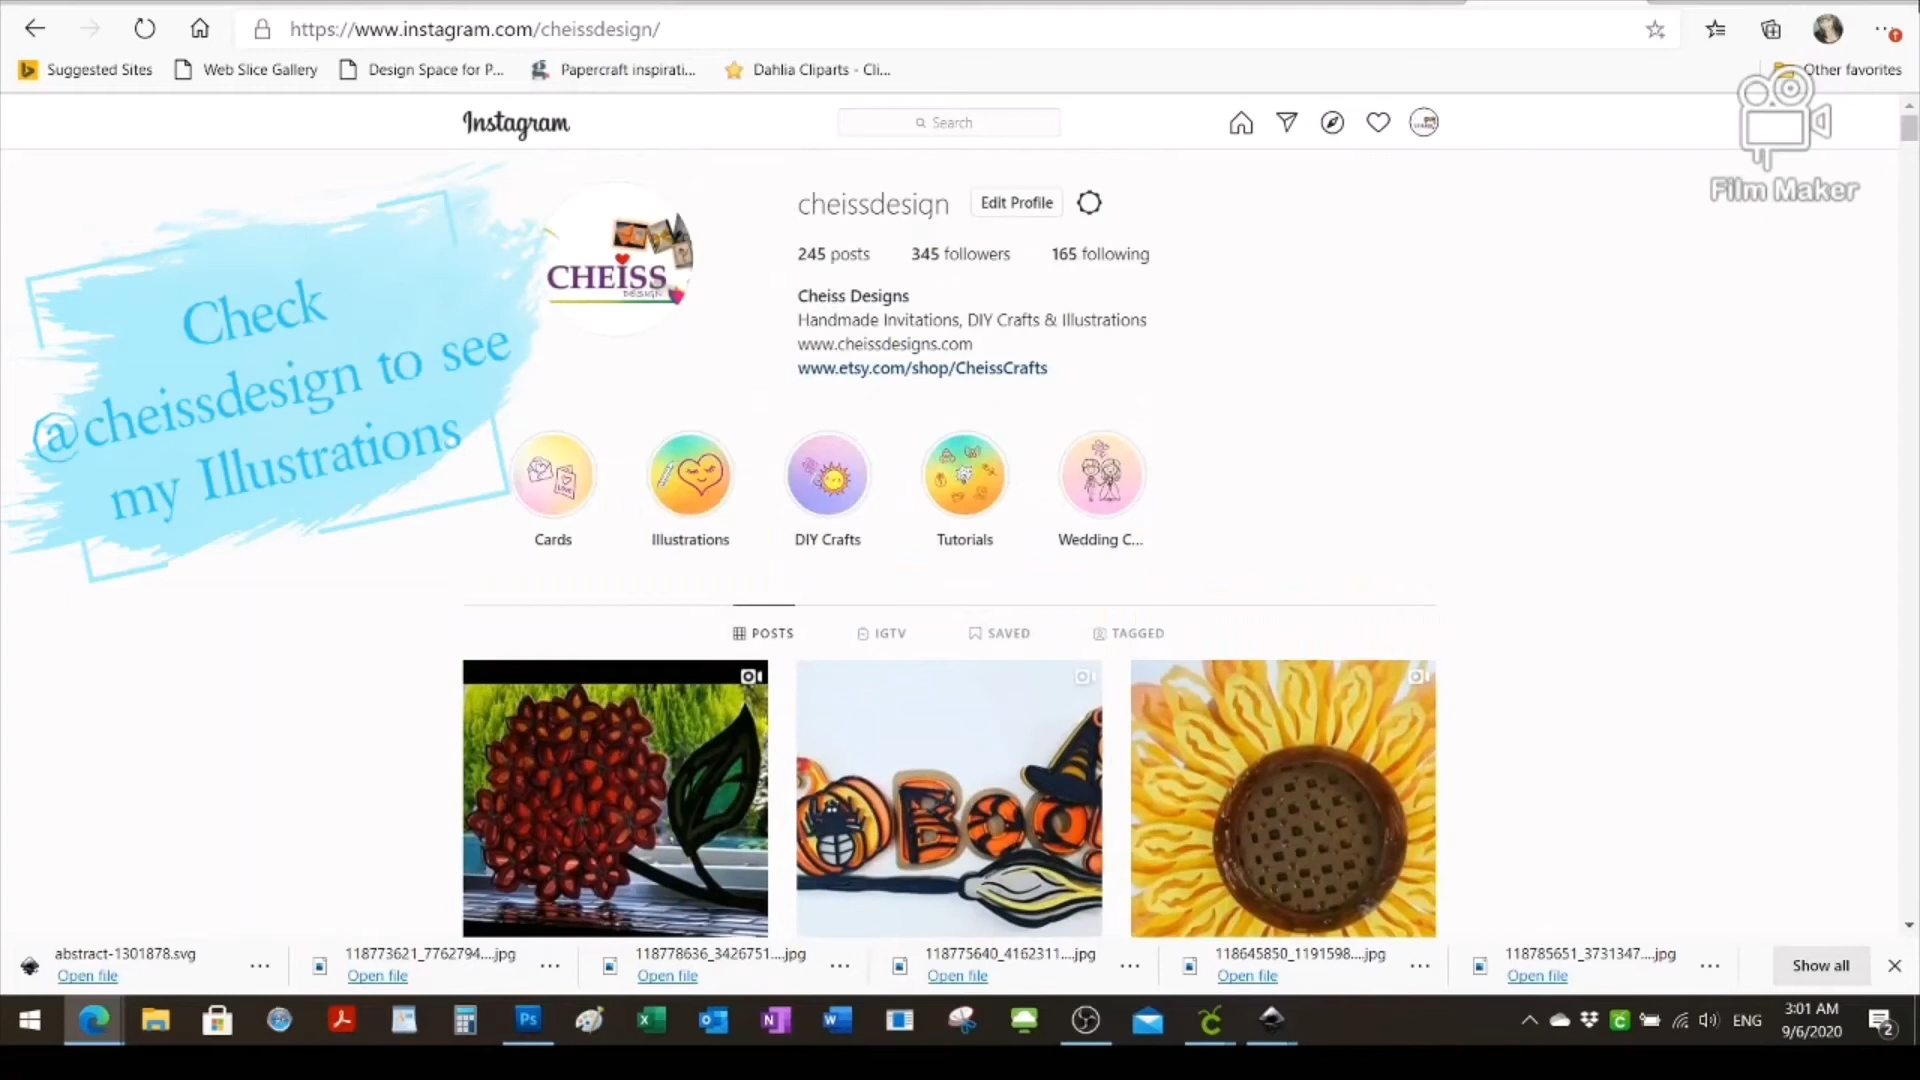 https://www.instagram.com/cheissdesign/
Suggested Sites
Web Slice Gallery
Design Space for P...
Papercraft inspirati...
Dahlia Cliparts - Cli...
Other favorites
Film Maker
Instagram
Search
cheissdesign
Edit Profile
245 posts
345 followers
165 following
Cheiss Designs
Handmade Invitations, DIY Crafts & Illustrations
www.cheissdesigns.com
www.etsy.com/shop/CheissCrafts
CHEISS
DESIGN
Check
@cheissdesign to see
my Illustrations
LOVE
Cards
Illustrations
DIY Crafts
Tutorials
Wedding C...
POSTS
IGTV
SAVED
TAGGED
BOO
abstract-1301878.svg
Open file
118773621_7762794....jpg
Open file
118778636_3426751....jpg
Open file
118775640_4162311....jpg
Open file
118645850_1191598....jpg
Open file
118785651_3731347....jpg
Open file
Show all
Ps
ENG
3:01 AM
9/6/2020
2